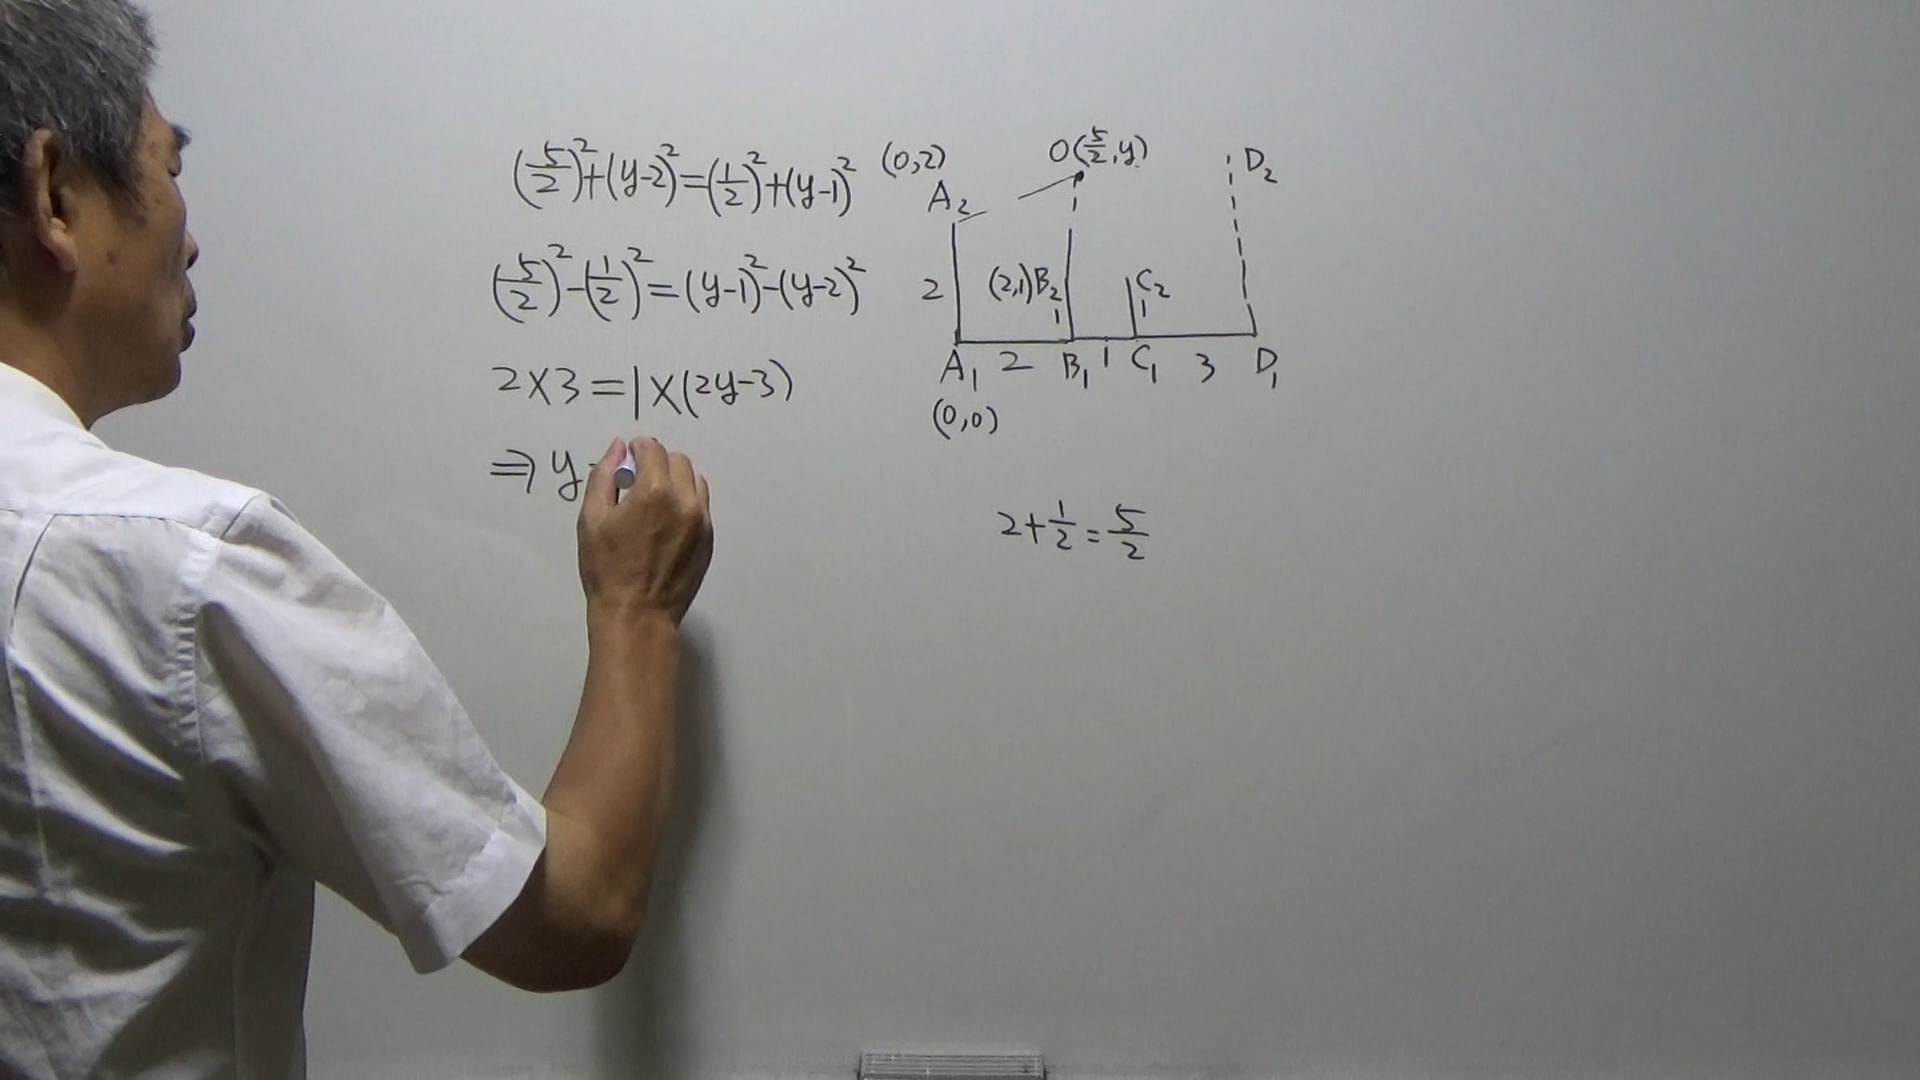 (5/2)²+(y-2)²=(1/2)²+(y-1)²
(5/2)²-(1/2)²=(y-1)²-(y-2)²
2×3=1×(2y-3)
⇒y
(0,2)
A₂
O(5/2,y)
D₂
2
(2,1)B₂
1
C₂
1
A₁ 2 B₁ 1 C₁ 3 D₁
(0,0)
2+1/2=5/2